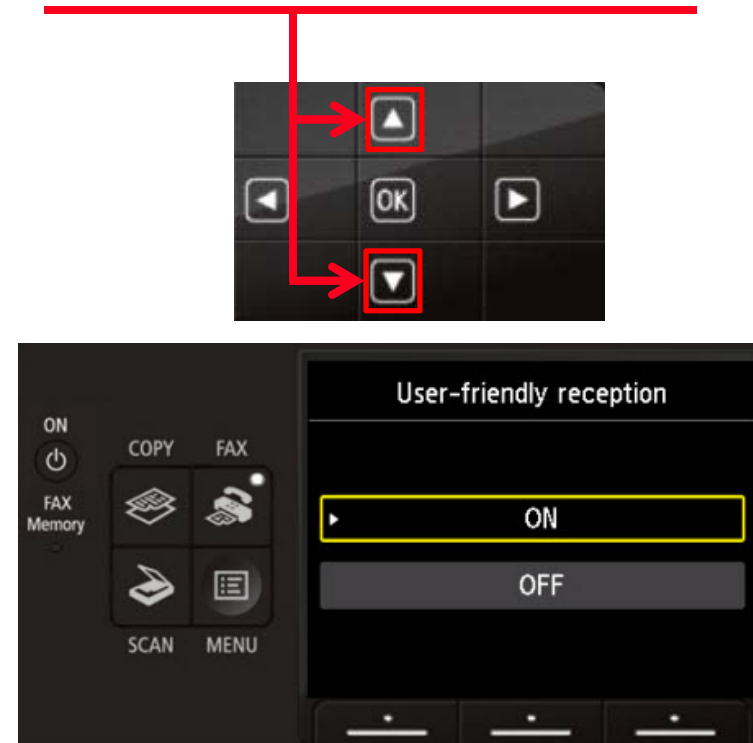 OK
User-friendly reception
ON
COPY FAX
FAX
Memory
ON
OFF
SCAN MENU